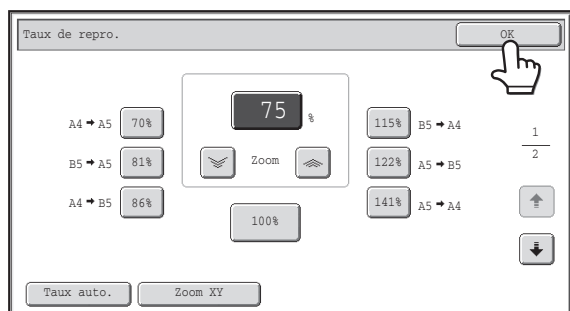 Taux de repro.
OK
A4 → A5 70%
75 %
115% B5 → A4
B5 → A5 81%
Zoom
122% A5 → B5
A4 → B5 86%
100%
141% A5 → A4
1
2
Taux auto.
Zoom XY